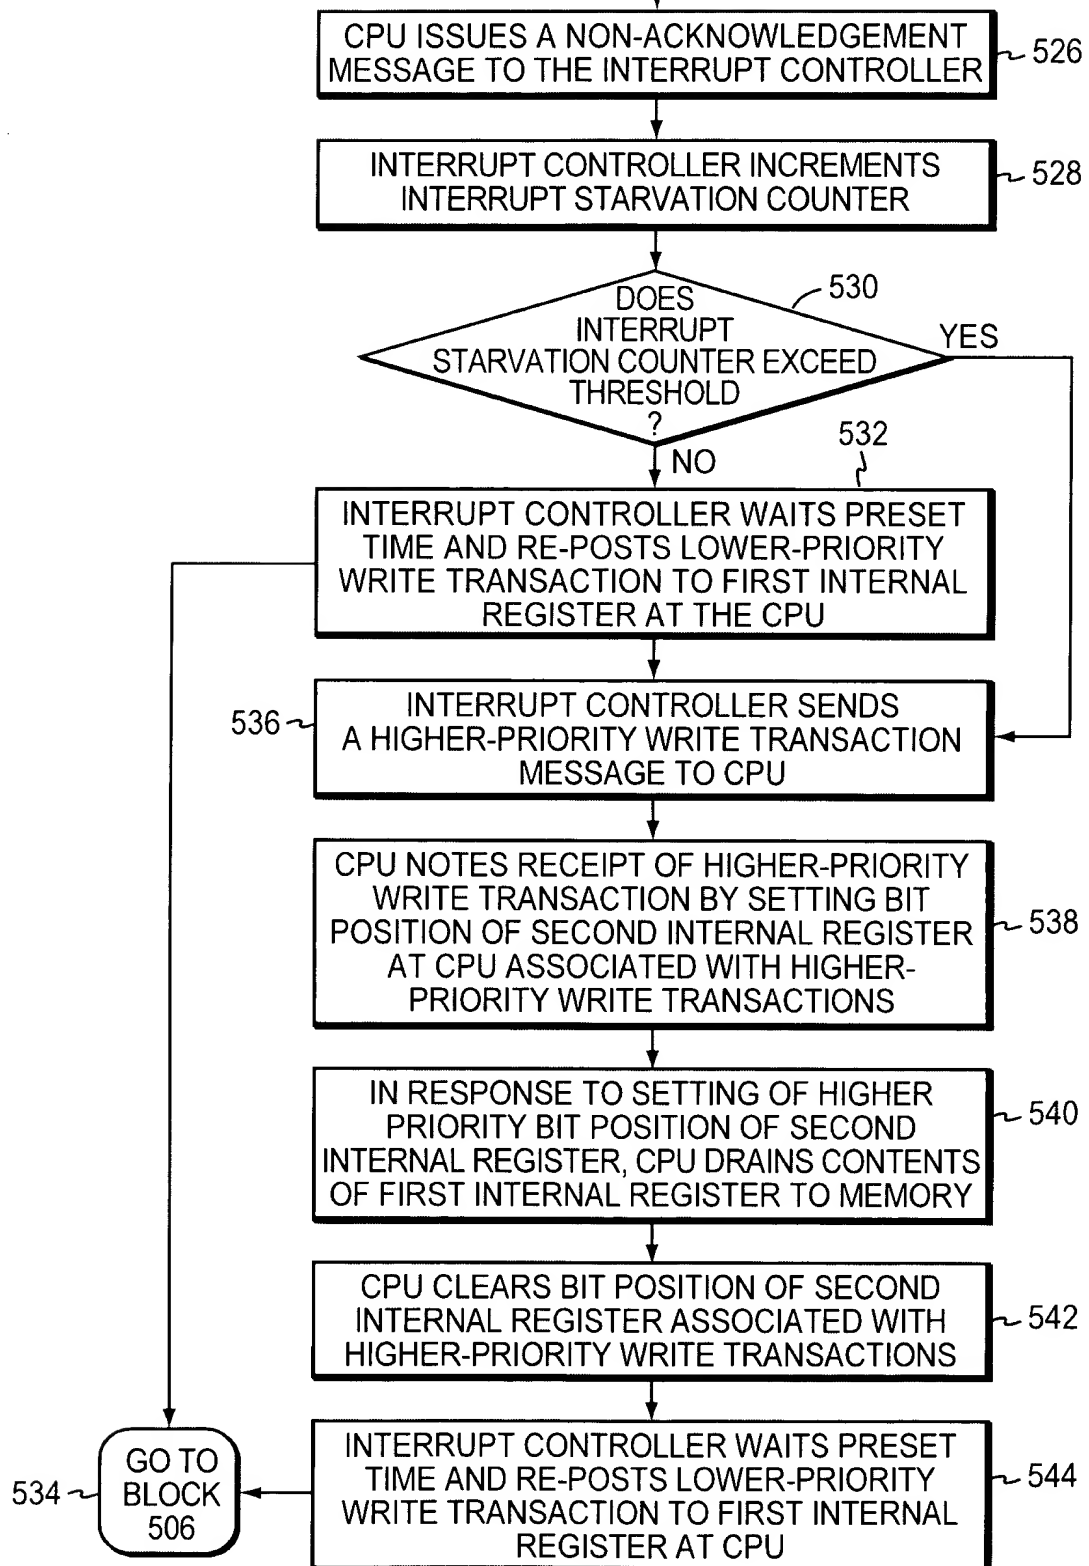 CPU ISSUES A NON-ACKNOWLEDGEMENT
MESSAGE TO THE INTERRUPT CONTROLLER
526
INTERRUPT CONTROLLER INCREMENTS
INTERRUPT STARVATION COUNTER
528
530
DOES
INTERRUPT
STARVATION COUNTER EXCEED
THRESHOLD
?
YES
NO
532
INTERRUPT CONTROLLER WAITS PRESET
TIME AND RE-POSTS LOWER-PRIORITY
WRITE TRANSACTION TO FIRST INTERNAL
REGISTER AT THE CPU
536
INTERRUPT CONTROLLER SENDS
A HIGHER-PRIORITY WRITE TRANSACTION
MESSAGE TO CPU
CPU NOTES RECEIPT OF HIGHER-PRIORITY
WRITE TRANSACTION BY SETTING BIT
POSITION OF SECOND INTERNAL REGISTER
AT CPU ASSOCIATED WITH HIGHER-
PRIORITY WRITE TRANSACTIONS
538
IN RESPONSE TO SETTING OF HIGHER
PRIORITY BIT POSITION OF SECOND
INTERNAL REGISTER, CPU DRAINS CONTENTS
OF FIRST INTERNAL REGISTER TO MEMORY
540
CPU CLEARS BIT POSITION OF SECOND
INTERNAL REGISTER ASSOCIATED WITH
HIGHER-PRIORITY WRITE TRANSACTIONS
542
INTERRUPT CONTROLLER WAITS PRESET
TIME AND RE-POSTS LOWER-PRIORITY
WRITE TRANSACTION TO FIRST INTERNAL
REGISTER AT CPU
544
534
GO TO
BLOCK
506